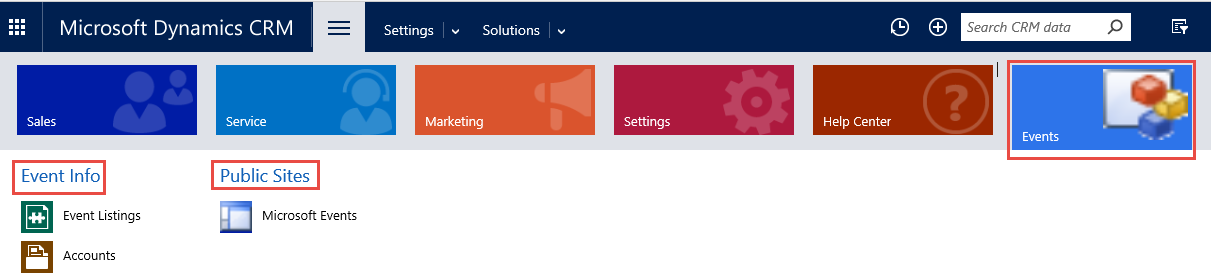 Microsoft Dynamics CRM Settings Solutions Search CRM data
Sales Service Marketing Settings Help Center Events
Event Info Public Sites
Event Listings Microsoft Events
Accounts